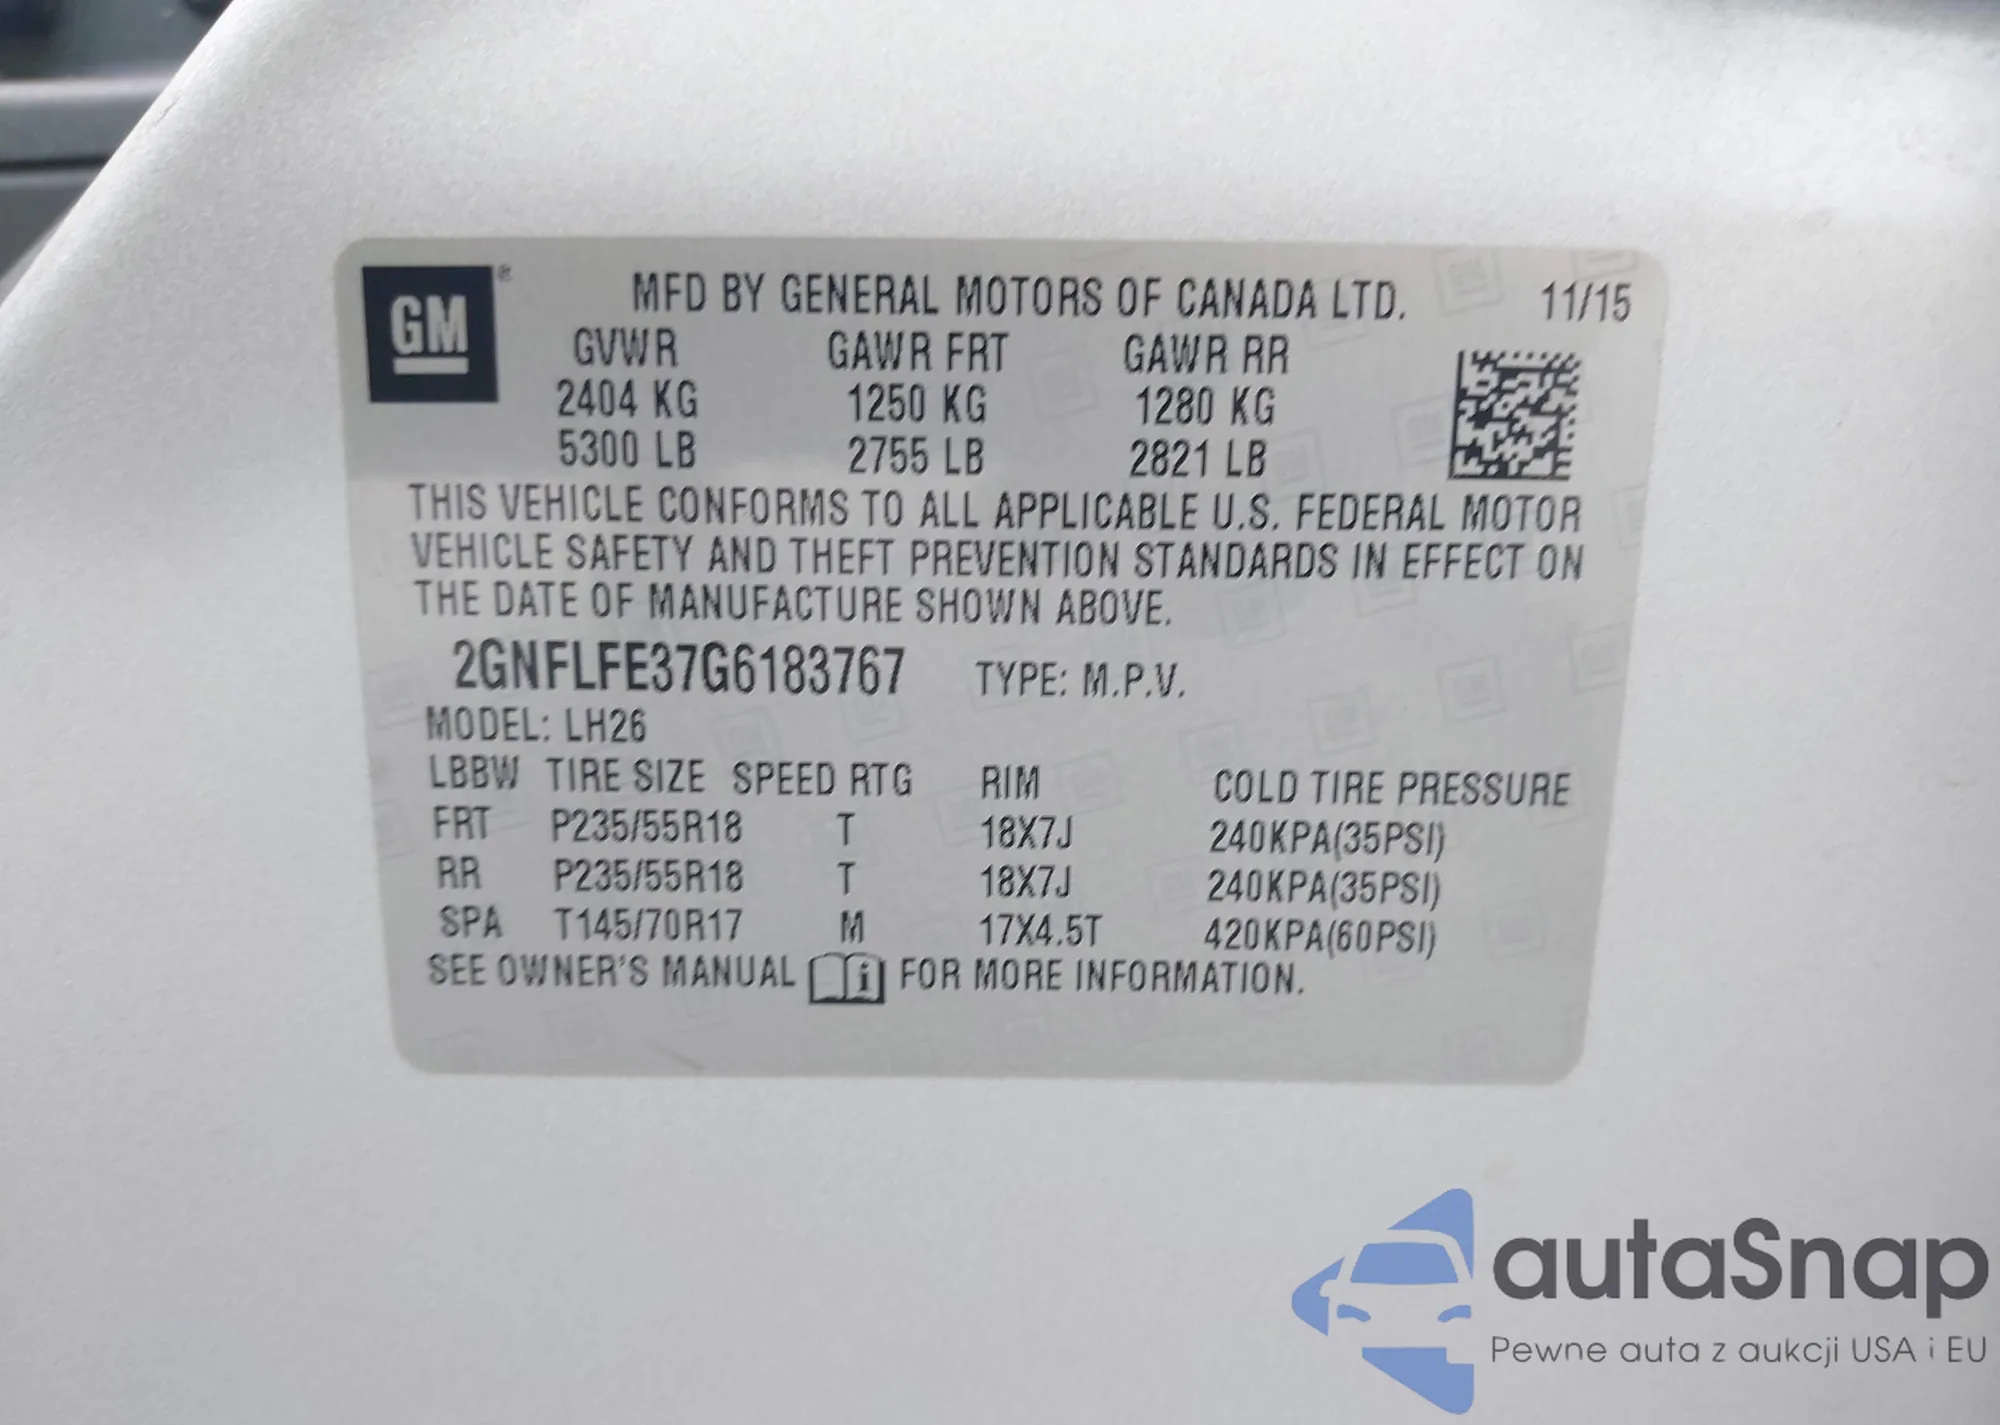 GM ®
MFD BY GENERAL MOTORS OF CANADA LTD. 11/15
GVWR GAWR FRT GAWR RR
2404 KG 1250 KG 1280 KG
5300 LB 2755 LB 2821 LB
THIS VEHICLE CONFORMS TO ALL APPLICABLE U.S. FEDERAL MOTOR
VEHICLE SAFETY AND THEFT PREVENTION STANDARDS IN EFFECT ON
THE DATE OF MANUFACTURE SHOWN ABOVE.
2GNFLFE37G6183767 TYPE: M.P.V.
MODEL: LH26
LBBW TIRE SIZE SPEED RTG RIM COLD TIRE PRESSURE
FRT P235/55R18 T 18X7J 240KPA(35PSI)
RR P235/55R18 T 18X7J 240KPA(35PSI)
SPA T145/70R17 M 17X4.5T 420KPA(60PSI)
SEE OWNER'S MANUAL i FOR MORE INFORMATION.
autaSnap
Pewne auta z aukcji USA i EU